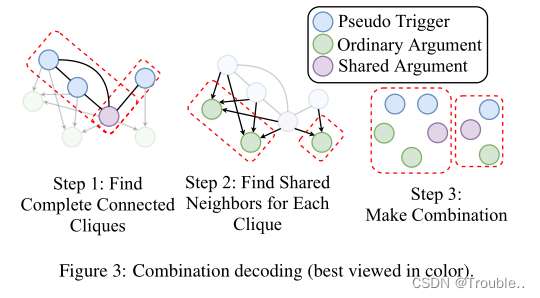 Pseudo Trigger
Ordinary Argument
Shared Argument
Step 1: Find
Complete Connected
Cliques
Step 2: Find Shared
Neighbors for Each
Clique
Step 3:
Make Combination
Figure 3: Combination decoding (best viewed in color).
CSDN @Trouble..